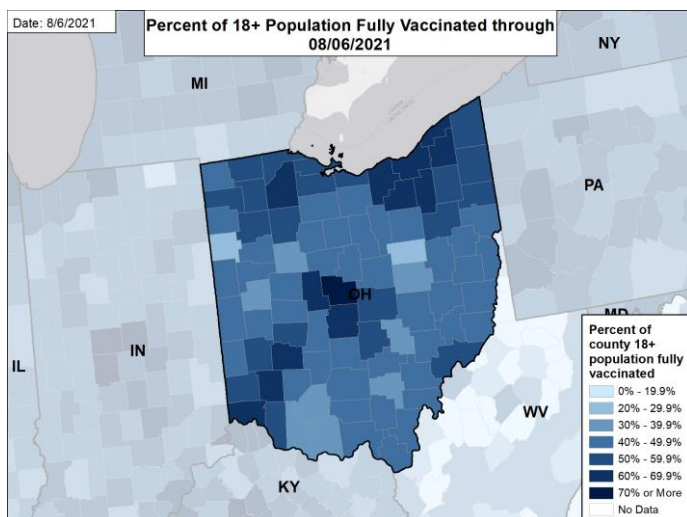 Date: 8/6/2021
Percent of 18+ Population Fully Vaccinated through
08/06/2021
NY
MI
PA
OH
IL
IN
MD
WV
KY
Percent of
county 18+
population fully
vaccinated
0% - 19.9%
20% - 29.9%
30% - 39.9%
40% - 49.9%
50% - 59.9%
60% - 69.9%
70% or More
No Data